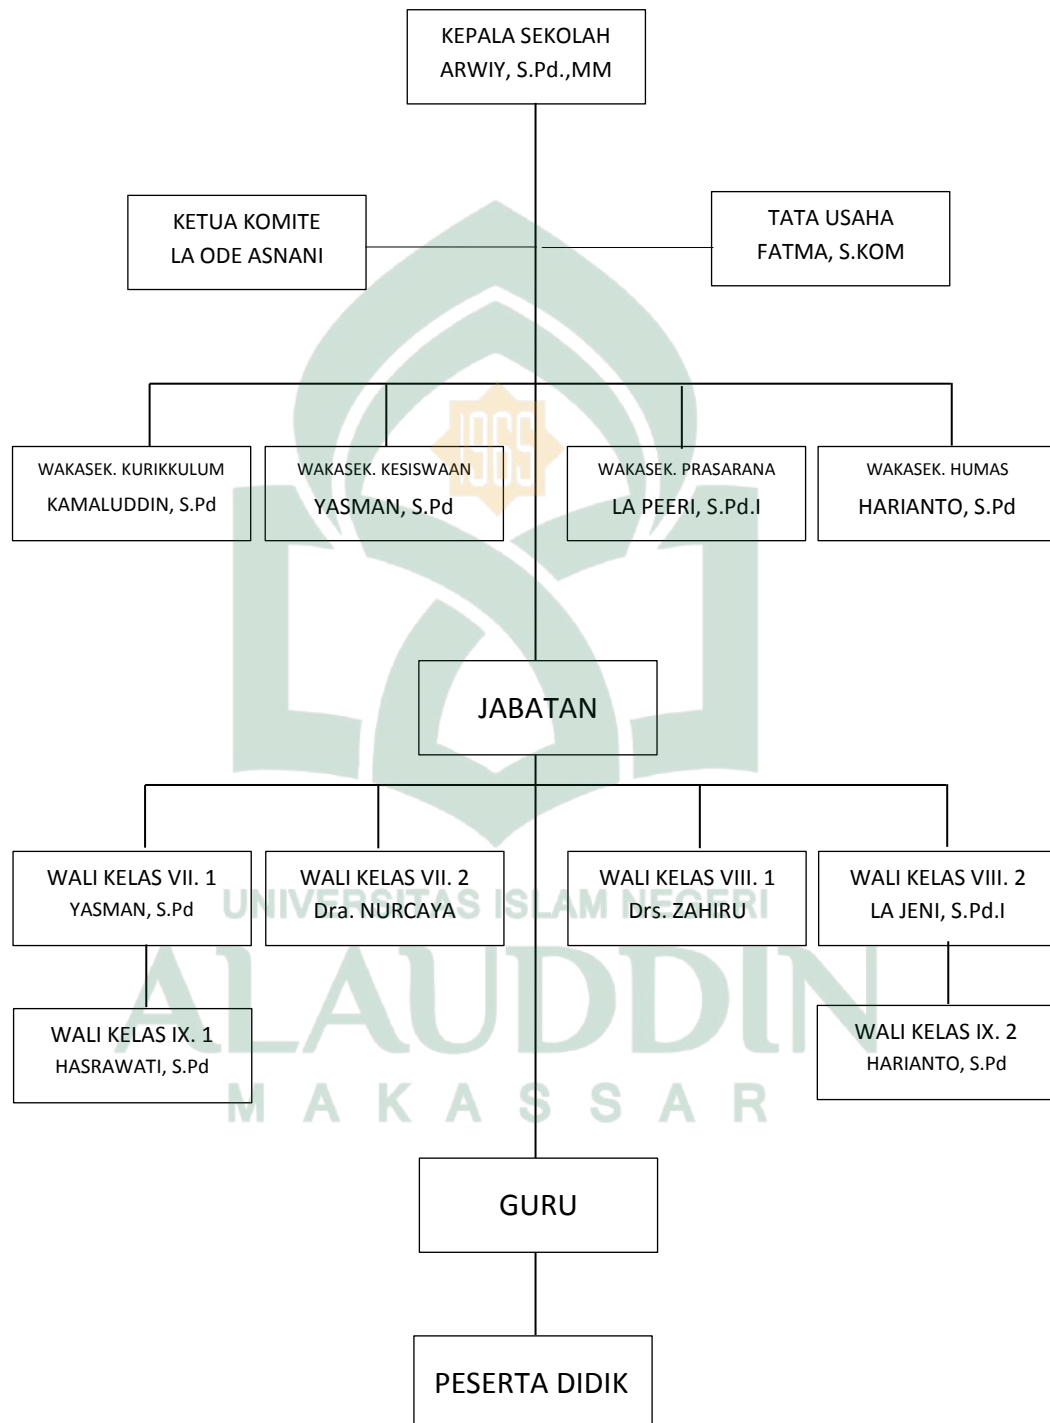 KEPALA SEKOLAH
ARWIY, S.Pd.,MM
KETUA KOMITE
LA ODE ASNANI
TATA USAHA
FATMA, S.KOM
1965
WAKASEK. KURIKKULUM
KAMALUDDIN, S.Pd
WAKASEK. KESISWAAN
YASMAN, S.Pd
WAKASEK. PRASARANA
LA PEERI, S.Pd.I
WAKASEK. HUMAS
HARIANTO, S.Pd
JABATAN
WALI KELAS VII. 1
YASMAN, S.Pd
WALI KELAS VII. 2
Dra. NURCAYA
WALI KELAS VIII. 1
Drs. ZAHIRU
WALI KELAS VIII. 2
LA JENI, S.Pd.I
UNIVERSITAS ISLAM NEGERI
ALAUDDIN
WALI KELAS IX. 1
HASRAWATI, S.Pd
WALI KELAS IX. 2
HARIANTO, S.Pd
MAKASSAR
GURU
PESERTA DIDIK